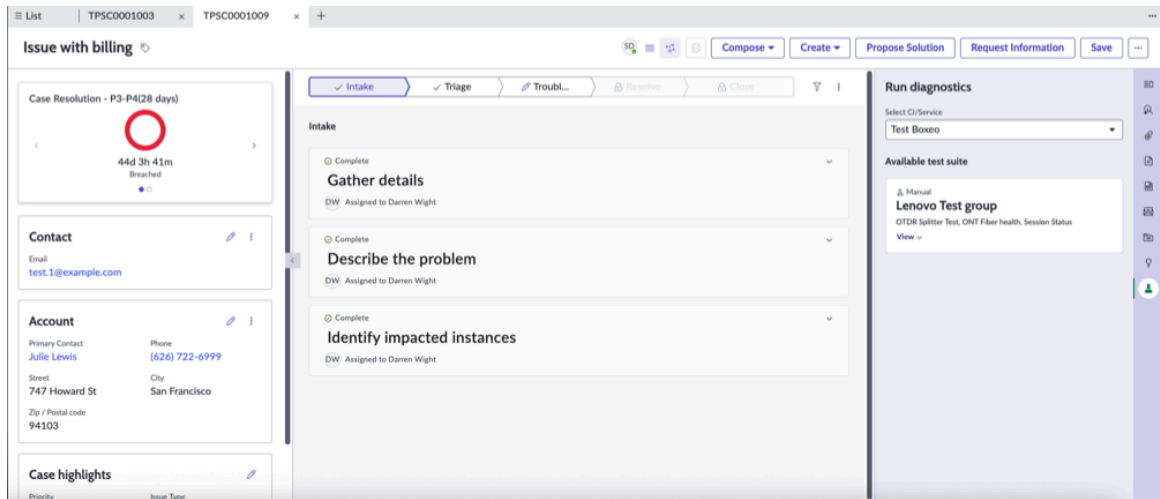 List
TPSC0001003
TPSC0001009
Issue with billing
SD
Compose
Create
Propose Solution
Request Information
Save
Case Resolution - P3-P4(28 days)
44d 3h 41m
Breached
Contact
Email
test.1@example.com
Account
Primary Contact
Phone
Julie Lewis
(626) 722-6999
Street
City
747 Howard St
San Francisco
Zip / Postal code
94103
Case highlights
Priority
Issue Type
Intake
Triage
Troubl...
Resolve
Close
Intake
Complete
Gather details
DW Assigned to Darren Wight
Complete
Describe the problem
DW Assigned to Darren Wight
Complete
Identify impacted instances
DW Assigned to Darren Wight
Run diagnostics
Select CI/Service
Test Boxeo
Available test suite
Manual
Lenovo Test group
OTDR Splitter Test, ONT Fiber health, Session Status
View